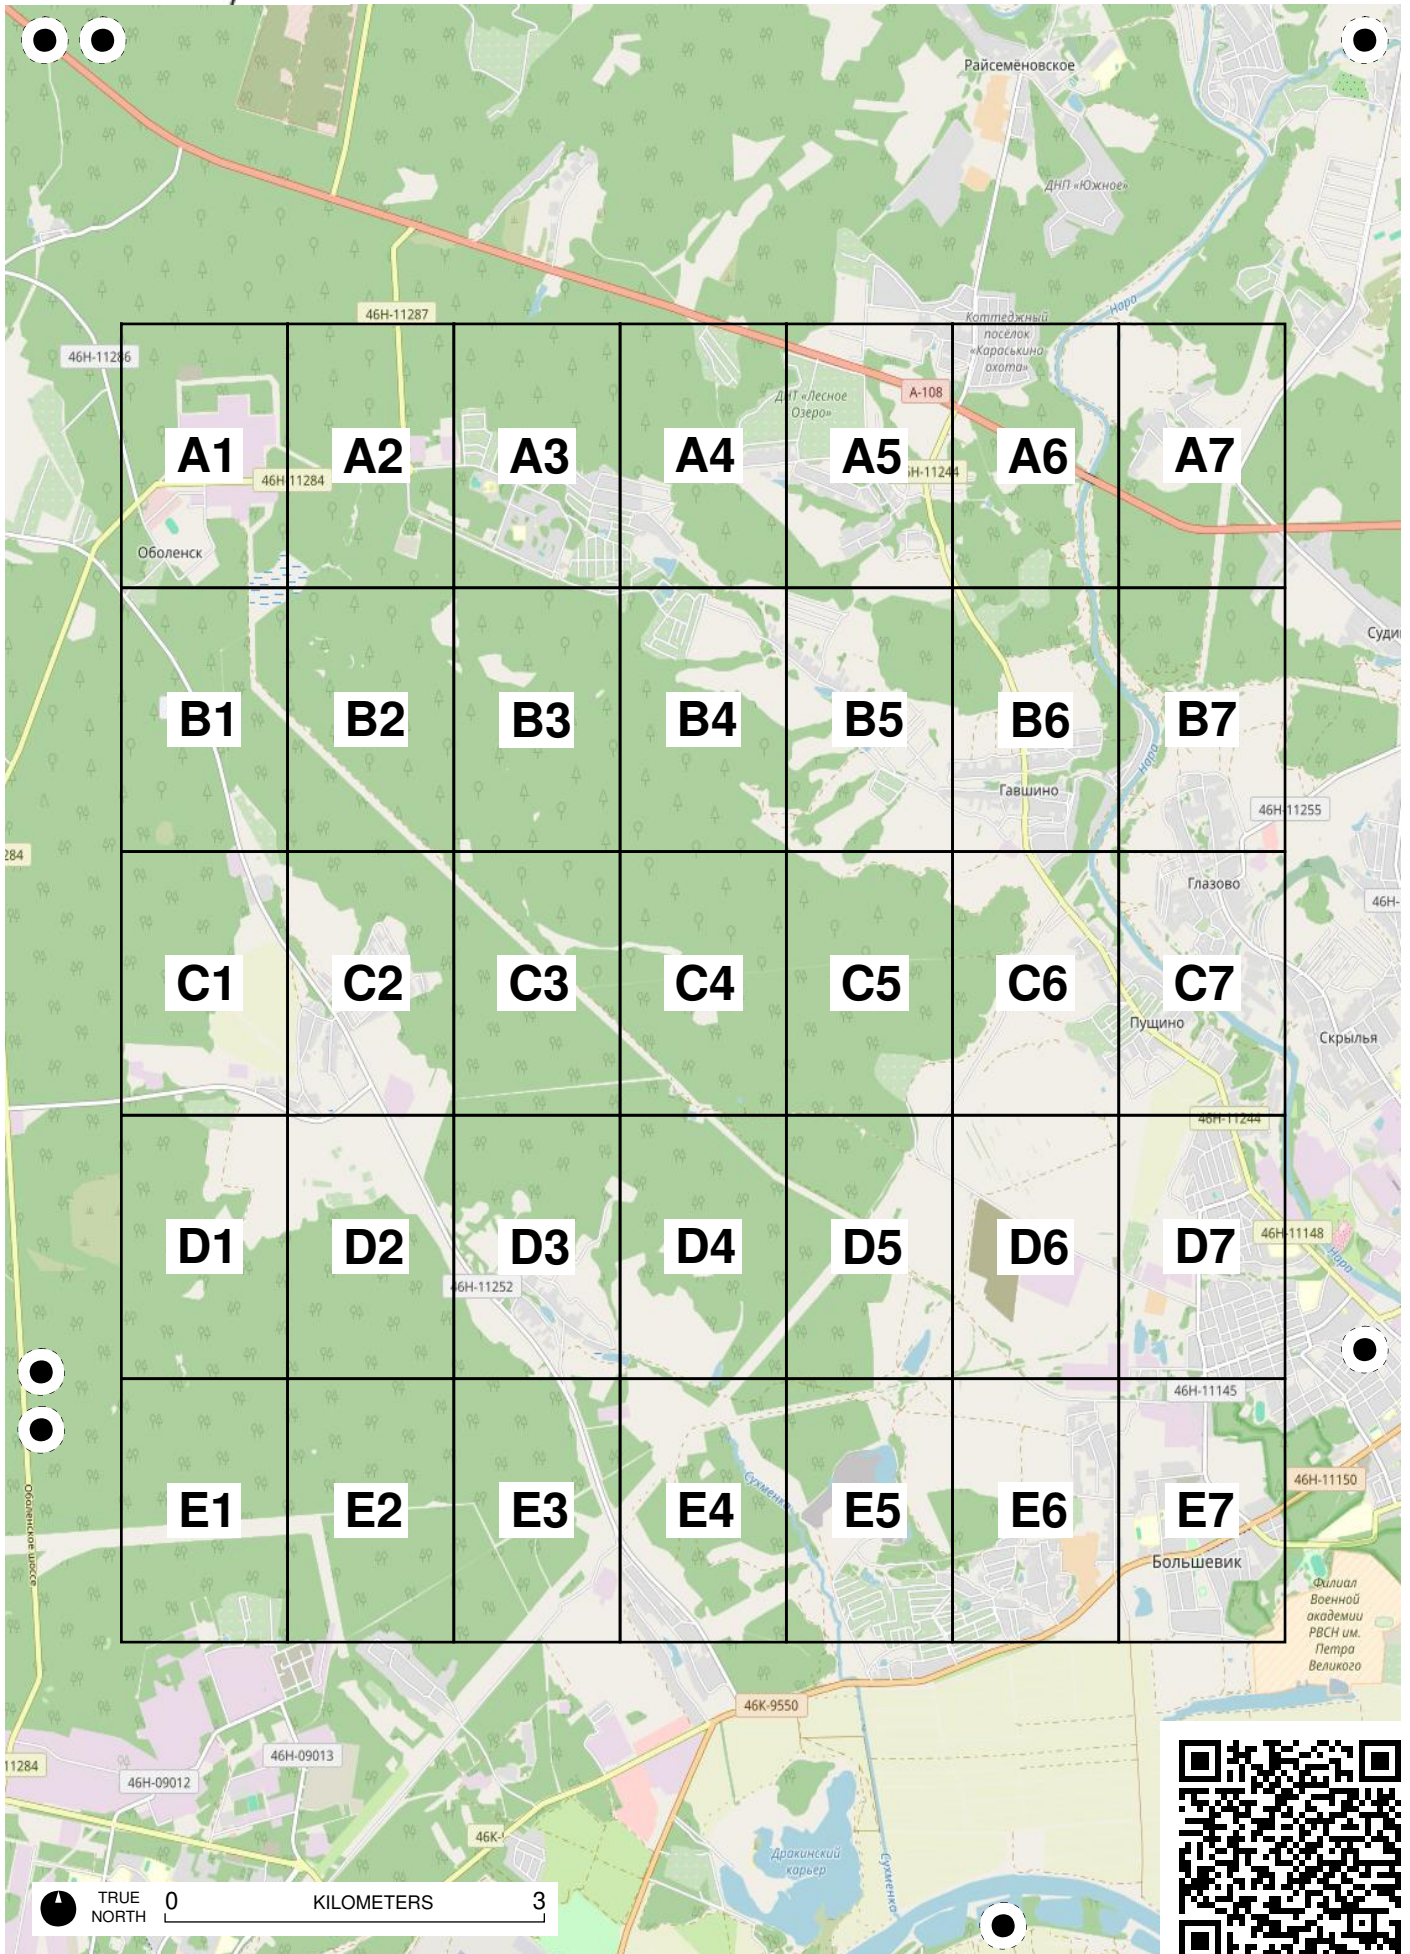 Райсемёновское
ДНП «Южное»
Нара
46Н-11287
Коттеджный
посёлок
«Караськина
охота»
46Н-11286
А-108
ДНТ «Лесное
Озеро»
A1
A2
A3
A4
A5
A6
A7
46Н-11284
Оболенск
B1
B2
B3
B4
B5
B6
B7
Нара
Гавшино
46Н-11255
Глазово
C1
C2
C3
C4
C5
C6
C7
Пущино
Скрылья
46Н-11244
D1
D2
D3
D4
D5
D6
D7
46Н-11148
Нара
46Н-11252
46Н-11145
46Н-11150
E1
E2
E3
E4
E5
E6
E7
Сухменка
Оболенское шоссе
Большевик
Филиал
Военной
академии
РВСН им.
Петра
Великого
46К-9550
46Н-09013
46Н-09012
Дракинский
карьер
Сухменка
TRUE
NORTH
0 KILOMETERS 3